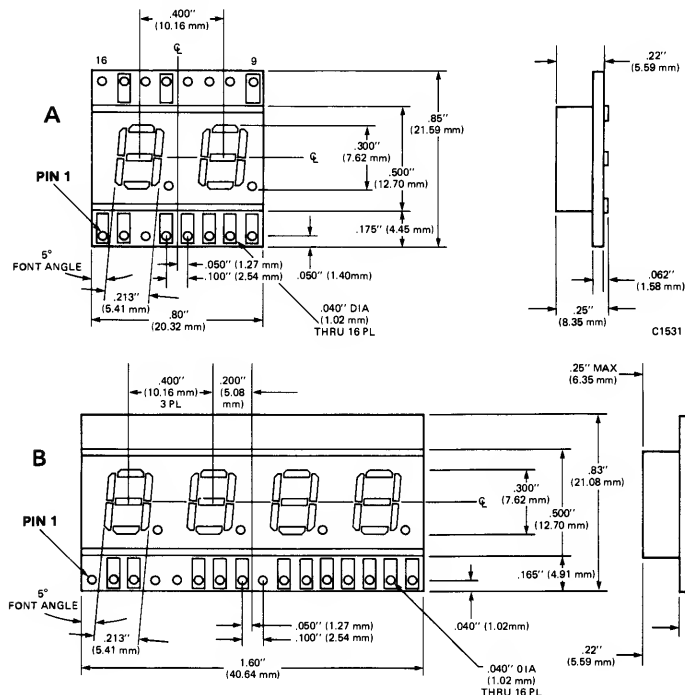 .400"
(10.16 mm)
℄
16
9
A
.300"
(7.62 mm)
℄
.500"
(12.70 mm)
.85"
(21.59 mm)
.22"
(5.59 mm)
PIN 1
.175" (4.45 mm)
5°
FONT ANGLE
.050" (1.27 mm)
.100" (2.54 mm)
.050" (1.40mm)
.213"
(5.41 mm)
.80"
(20.32 mm)
.040" DIA
(1.02 mm)
THRU 16 PL
.062"
(1.58 mm)
.25"
(8.35 mm)
C1531
.400"
(10.16 mm)
3 PL
.200"
(5.08
mm)
.25" MAX
(6.35 mm)
B
.300"
(7.62 mm)
℄
.500"
(12.70 mm)
.83"
(21.08 mm)
PIN 1
.165" (4.91 mm)
5°
FONT ANGLE
.050" (1.27 mm)
.100" (2.54 mm)
.040" (1.02mm)
.213"
(5.41 mm)
1.60"
(40.64 mm)
.040" 01A
(1.02 mm)
THRU 16 PL
.22"
(5.59 mm)